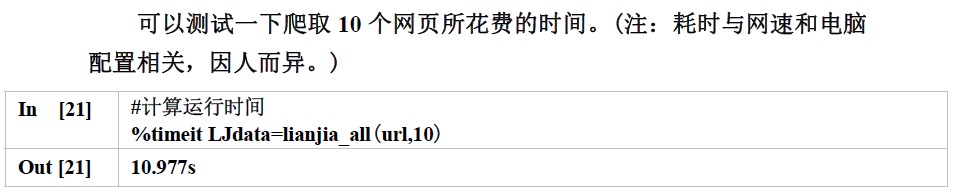 可以测试一下爬取 10 个网页所花费的时间。(注：耗时与网速和电脑
配置相关，因人而异。)
In [21] #计算运行时间
%timeit LJdata=lianjia_all(url,10)
Out [21] 10.977s